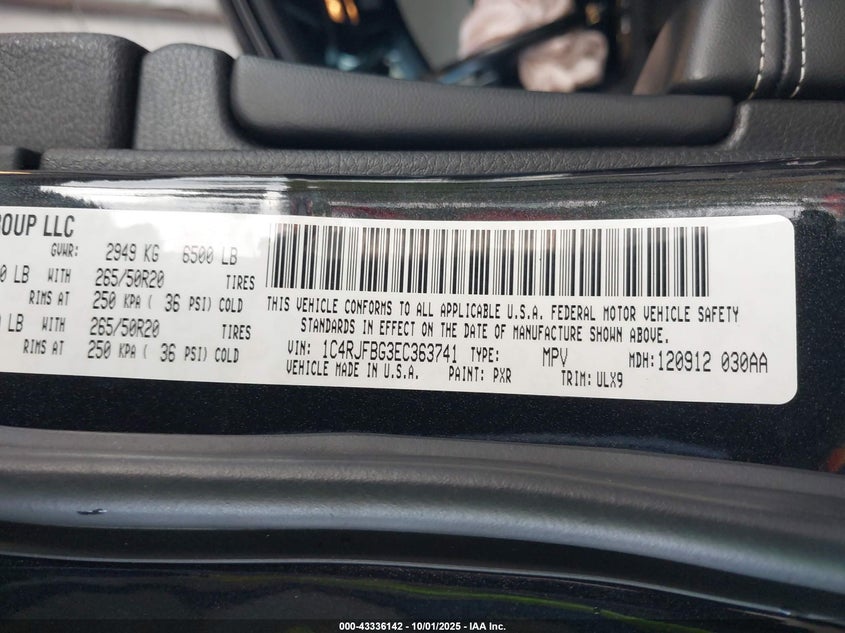 GROUP LLC
GVWR: 2949 KG 6500 LB
0 LB WITH 265/50R20 TIRES
RIMS AT 250 KPA ( 36 PSI) COLD
LB WITH 265/50R20 TIRES
RIMS AT 250 KPA ( 36 PSI) COLD
THIS VEHICLE CONFORMS TO ALL APPLICABLE U.S.A. FEDERAL MOTOR VEHICLE SAFETY
STANDARDS IN EFFECT ON THE DATE OF MANUFACTURE SHOWN ABOVE.
VIN: 1C4RJFBG3EC363741 TYPE: MPV MDH: 120912 030AA
VEHICLE MADE IN U.S.A. PAINT: PXR TRIM: ULX9
000-43336142 - 10/01/2025 - IAA Inc.